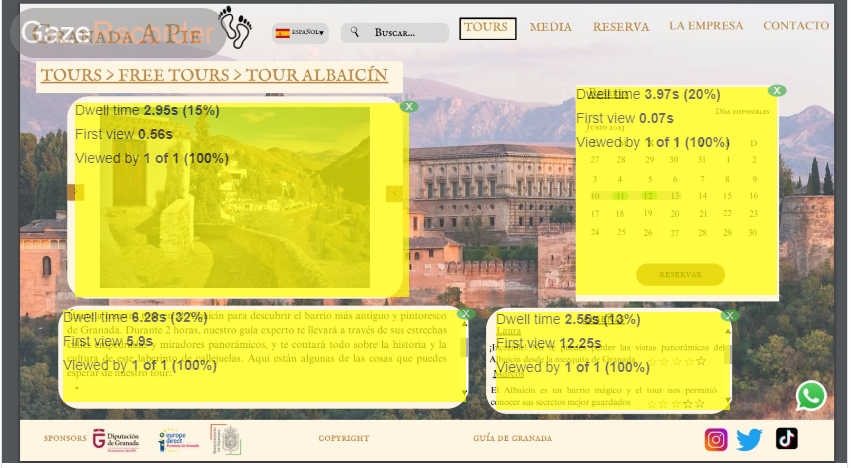 GazeRecorder
GRANADA A PIE
ESPAÑOL▾
BUSCAR...
TOURS
MEDIA
RESERVA
LA EMPRESA
CONTACTO
TOURS > FREE TOURS > TOUR ALBAICÍN
Dwell time 2.95s (15%)
First view 0.56s
Viewed by 1 of 1 (100%)
X
Dwell time 3.97s (20%)
First view 0.07s
Viewed by 1 of 1 (100%)
X
DÍAS DISPONIBLES
JUNIO 2023
D
27 28 29 30 31 1 2
3 4 5 6 7 8 9
10 11 12 13 14 15 16
17 18 19 20 21 22 23
24 25 26 27 28 29 30
RESERVAR
Dwell time 6.28s (32%)
First view 5.9s
Viewed by 1 of 1 (100%)
X
Albaicín para descubrir el barrio más antiguo y pintoresco
de Granada. Durante 2 horas, nuestro guía experto te llevará a través de sus estrechas
y miradores panorámicos, y te contará todo sobre la historia y la
cultura de este laberinto de callejuelas. Aquí están algunas de las cosas que puedes
esperar de nuestro tour:
Dwell time 2.56s (13%)
First view 12.25s
Viewed by 1 of 1 (100%)
X
Laura
perder las vistas panorámicas del
Albaicín desde la mezquita de Granada
Marcos
El Albaicín es un barrio mágico y el tour nos permitió
conocer sus secretos mejor guardados
SPONSORS
Diputación
de Granada
europe
direct
COPYRIGHT
GUÍA DE GRANADA